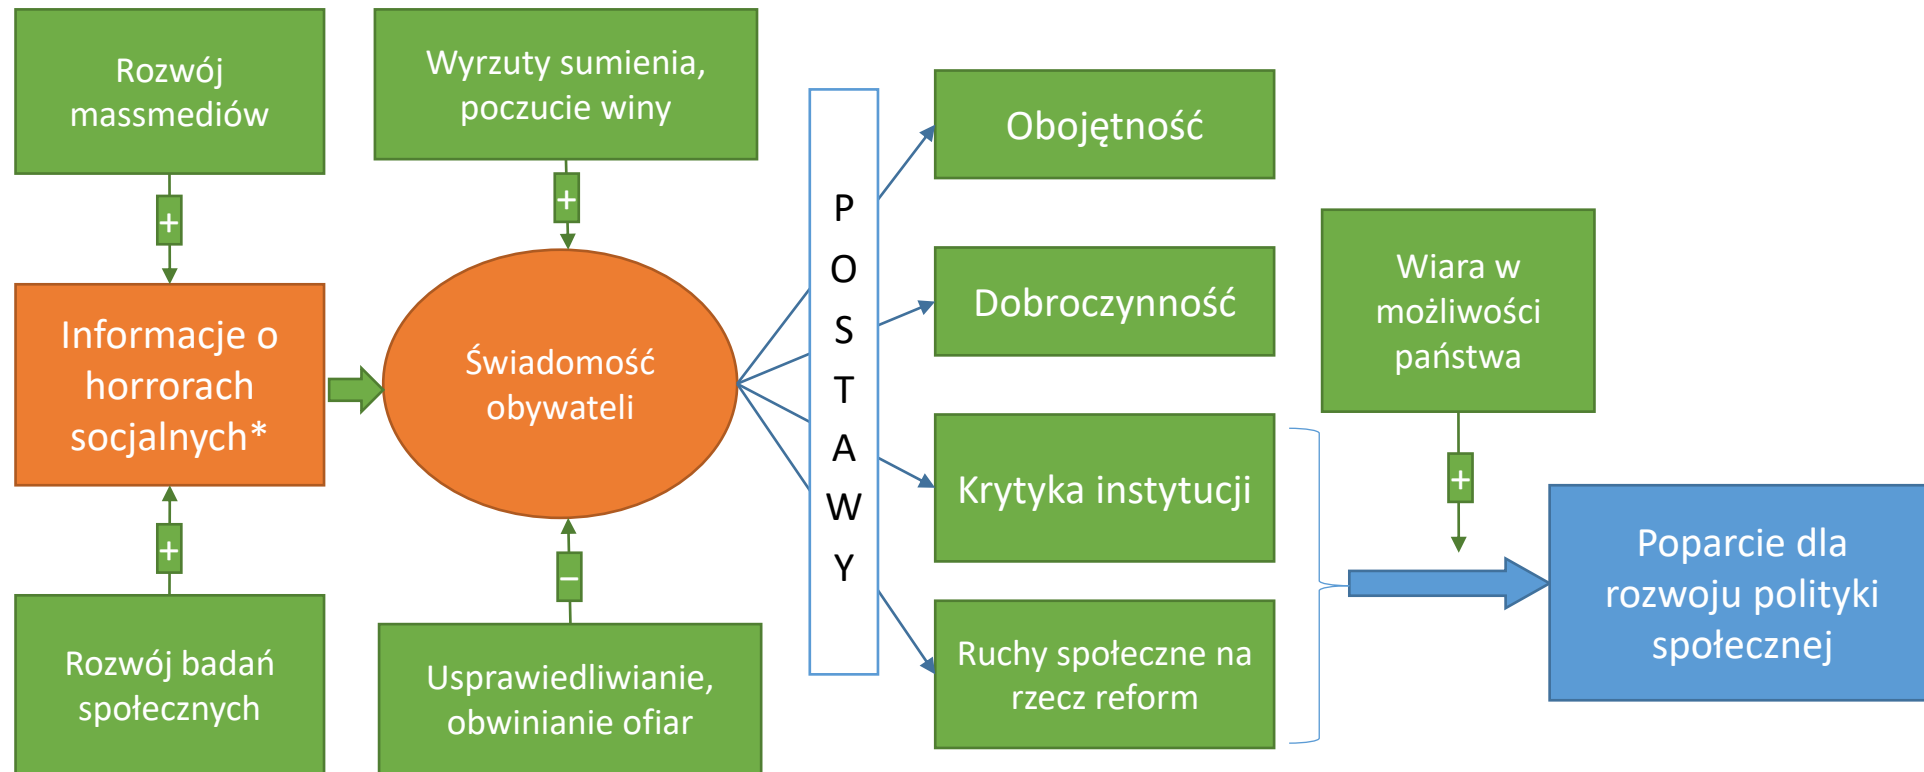 Rozwój
massmediów
+
Informacje o
horrorach
socjalnych*
+
Rozwój badań
społecznych
Wyrzuty sumienia,
poczucie winy
+
Świadomość
obywateli
–
Usprawiedliwianie,
obwinianie ofiar
P
O
S
T
A
W
Y
Obojętność
Dobroczynność
Krytyka instytucji
Ruchy społeczne na
rzecz reform
Wiara w
możliwości
państwa
+
Poparcie dla
rozwoju polityki
społecznej